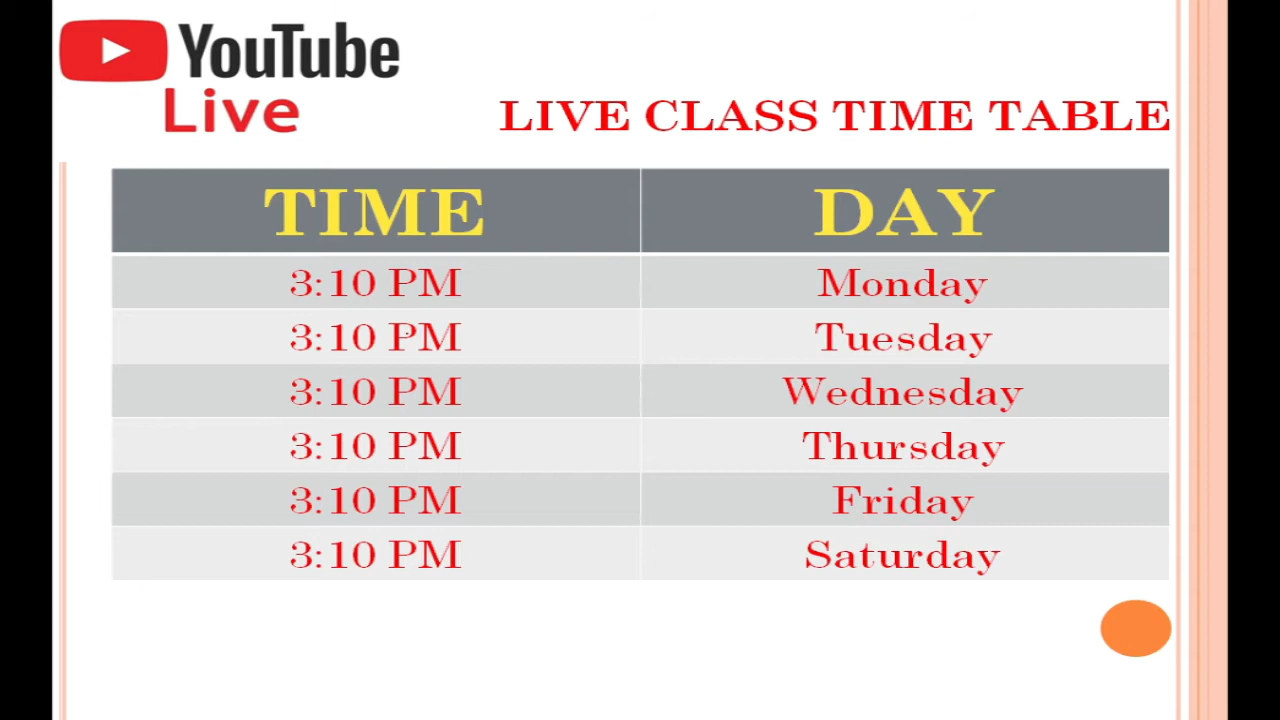 YouTube
Live
LIVE CLASS TIME TABLE
TIME DAY
3:10 PM Monday
3:10 PM Tuesday
3:10 PM Wednesday
3:10 PM Thursday
3:10 PM Friday
3:10 PM Saturday